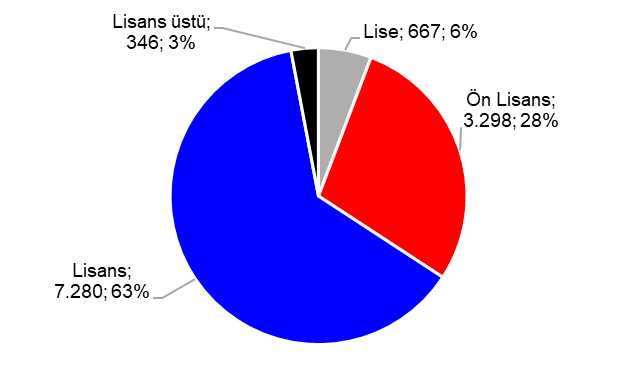 Lisans üstü;
346; 3%
Lise; 667; 6%
Ön Lisans;
3.298; 28%
Lisans;
7.280; 63%